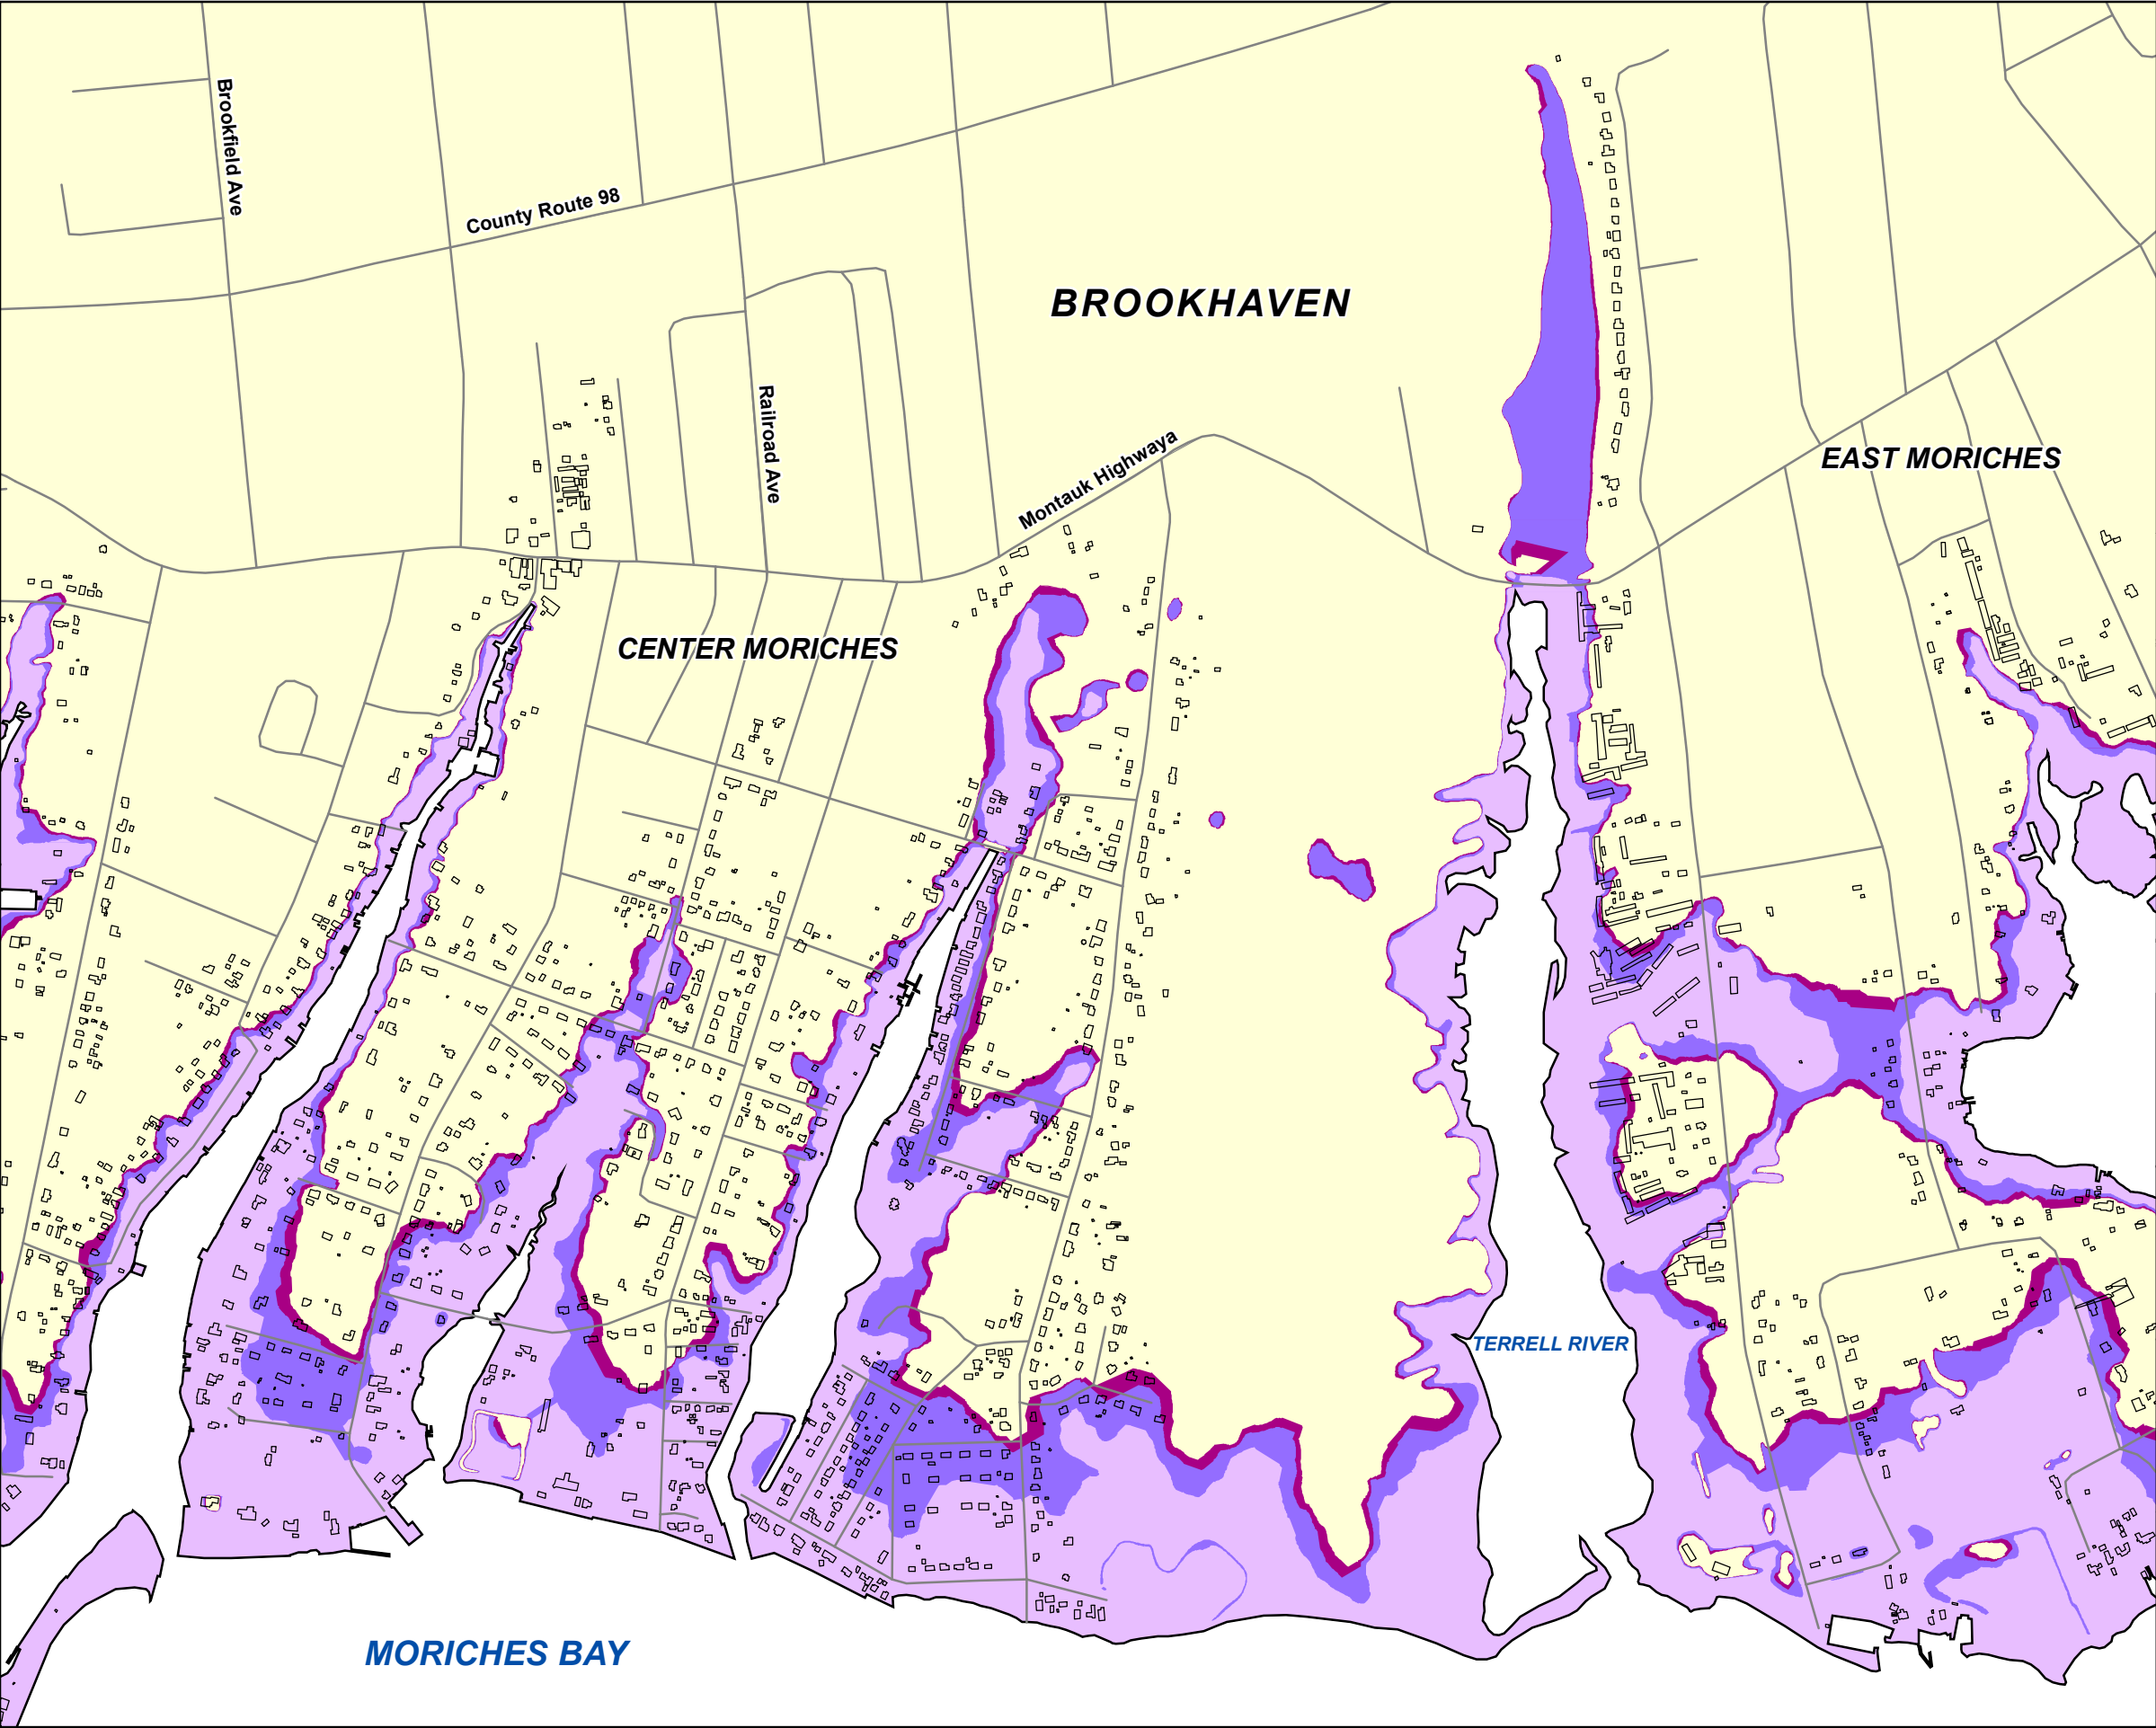 Brookfield Ave
County Route 98
BROOKHAVEN
Railroad Ave
Montauk Highwaya
EAST MORICHES
CENTER MORICHES
TERRELL RIVER
MORICHES BAY